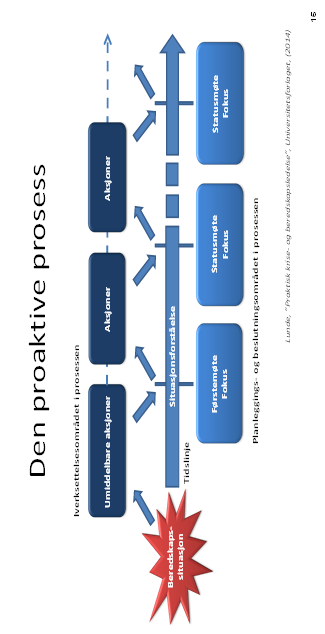 Den proaktive prosess
Iverksettelsesområdet i prosessen
Umiddelbare aksjoner
Aksjoner
Aksjoner
Beredskaps-
situasjon
Situasjonsforståelse
Tidslinje
Førstemøte
Fokus
Statusmøte
Fokus
Statusmøte
Fokus
Planleggings- og beslutningsområdet i prosessen
Lunde, "Praktisk krise- og beredskapsledelse", Universitetsforlaget, (2014)
16